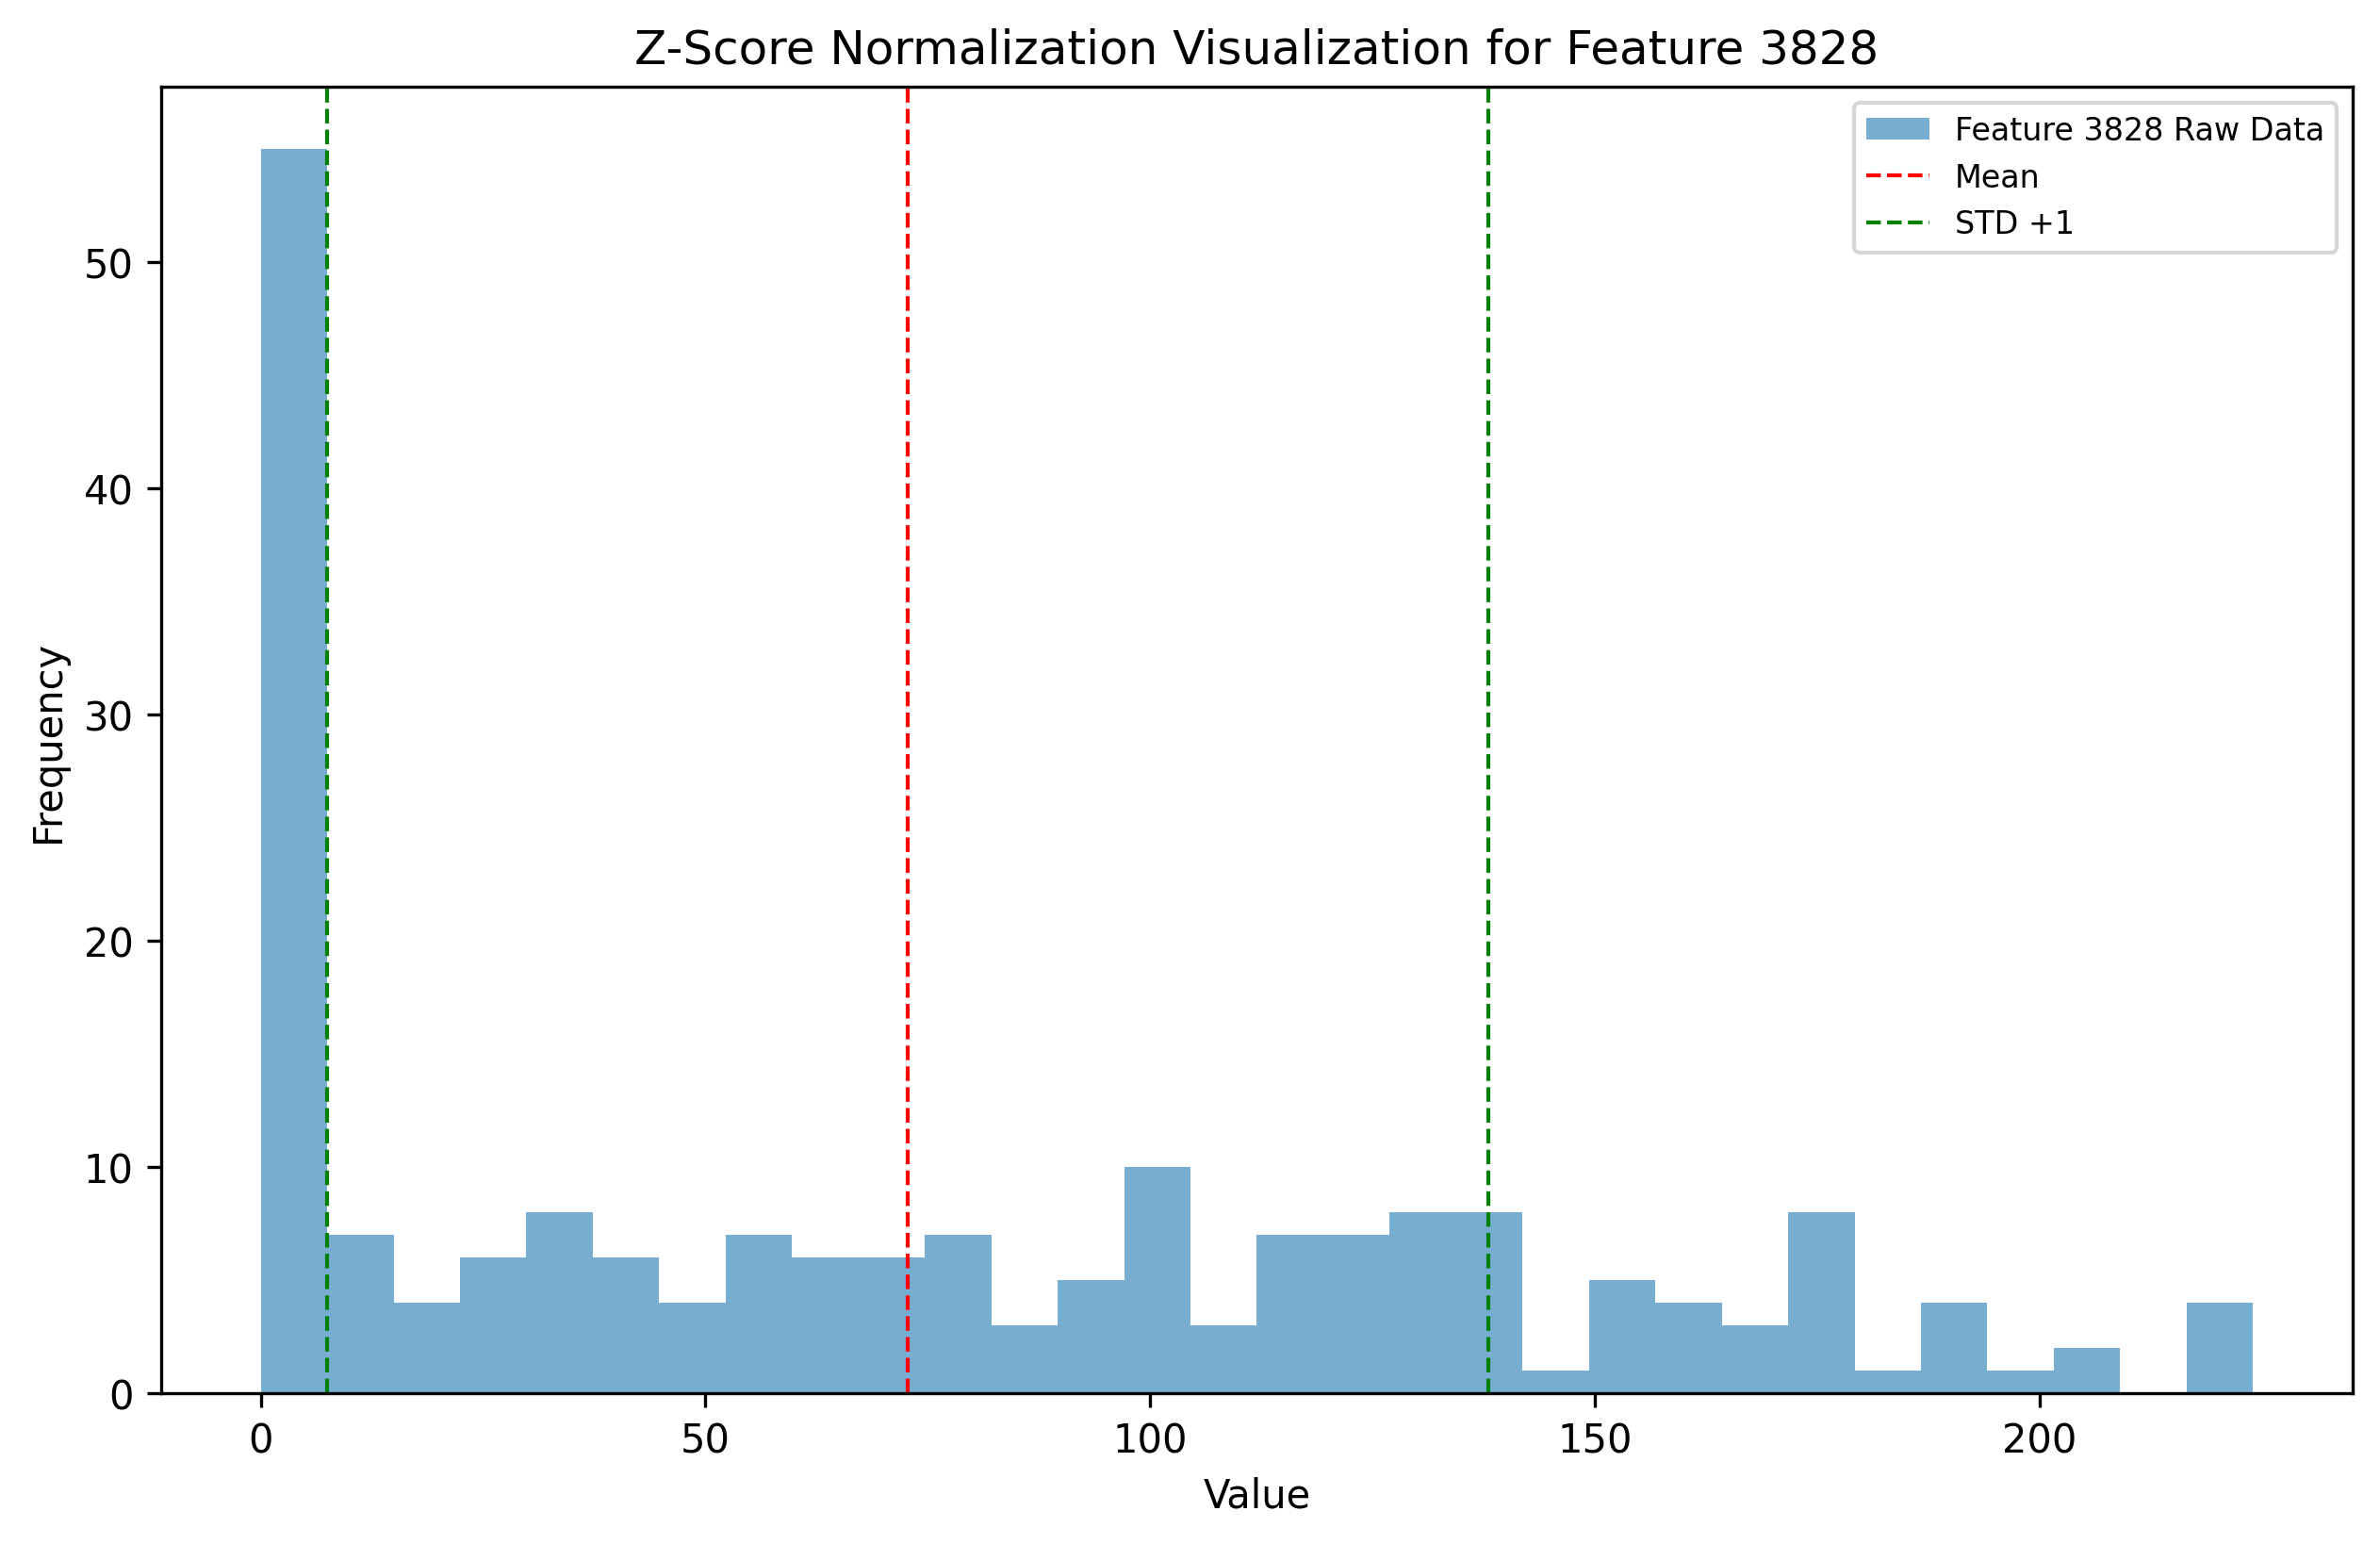 Z-Score Normalization Visualization for Feature 3828
Feature 3828 Raw Data
Mean
STD +1
50
40
30
20
10
0
Frequency
0
50
100
150
200
Value